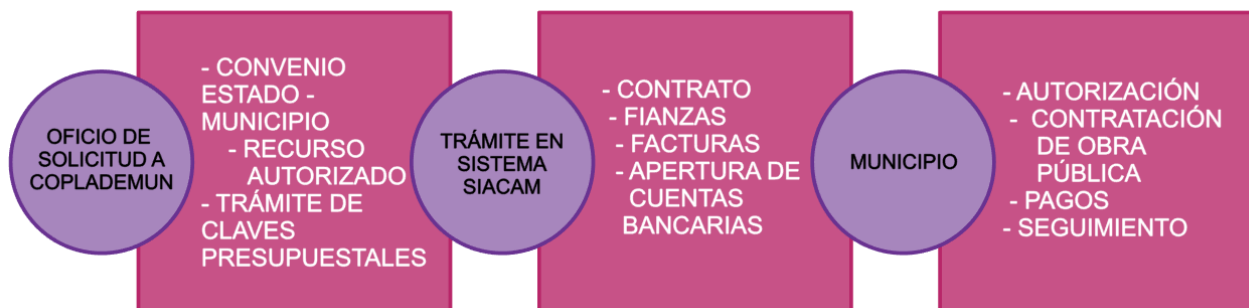 OFICIO DE
SOLICITUD A
COPLADEMUN
- CONVENIO
ESTADO -
MUNICIPIO
- RECURSO
AUTORIZADO
- TRÁMITE DE
CLAVES
PRESUPUESTALES
TRÁMITE EN
SISTEMA
SIACAM
- CONTRATO
- FIANZAS
- FACTURAS
- APERTURA DE
CUENTAS
BANCARIAS
MUNICIPIO
- AUTORIZACIÓN
- CONTRATACIÓN
DE OBRA
PÚBLICA
- PAGOS
- SEGUIMIENTO